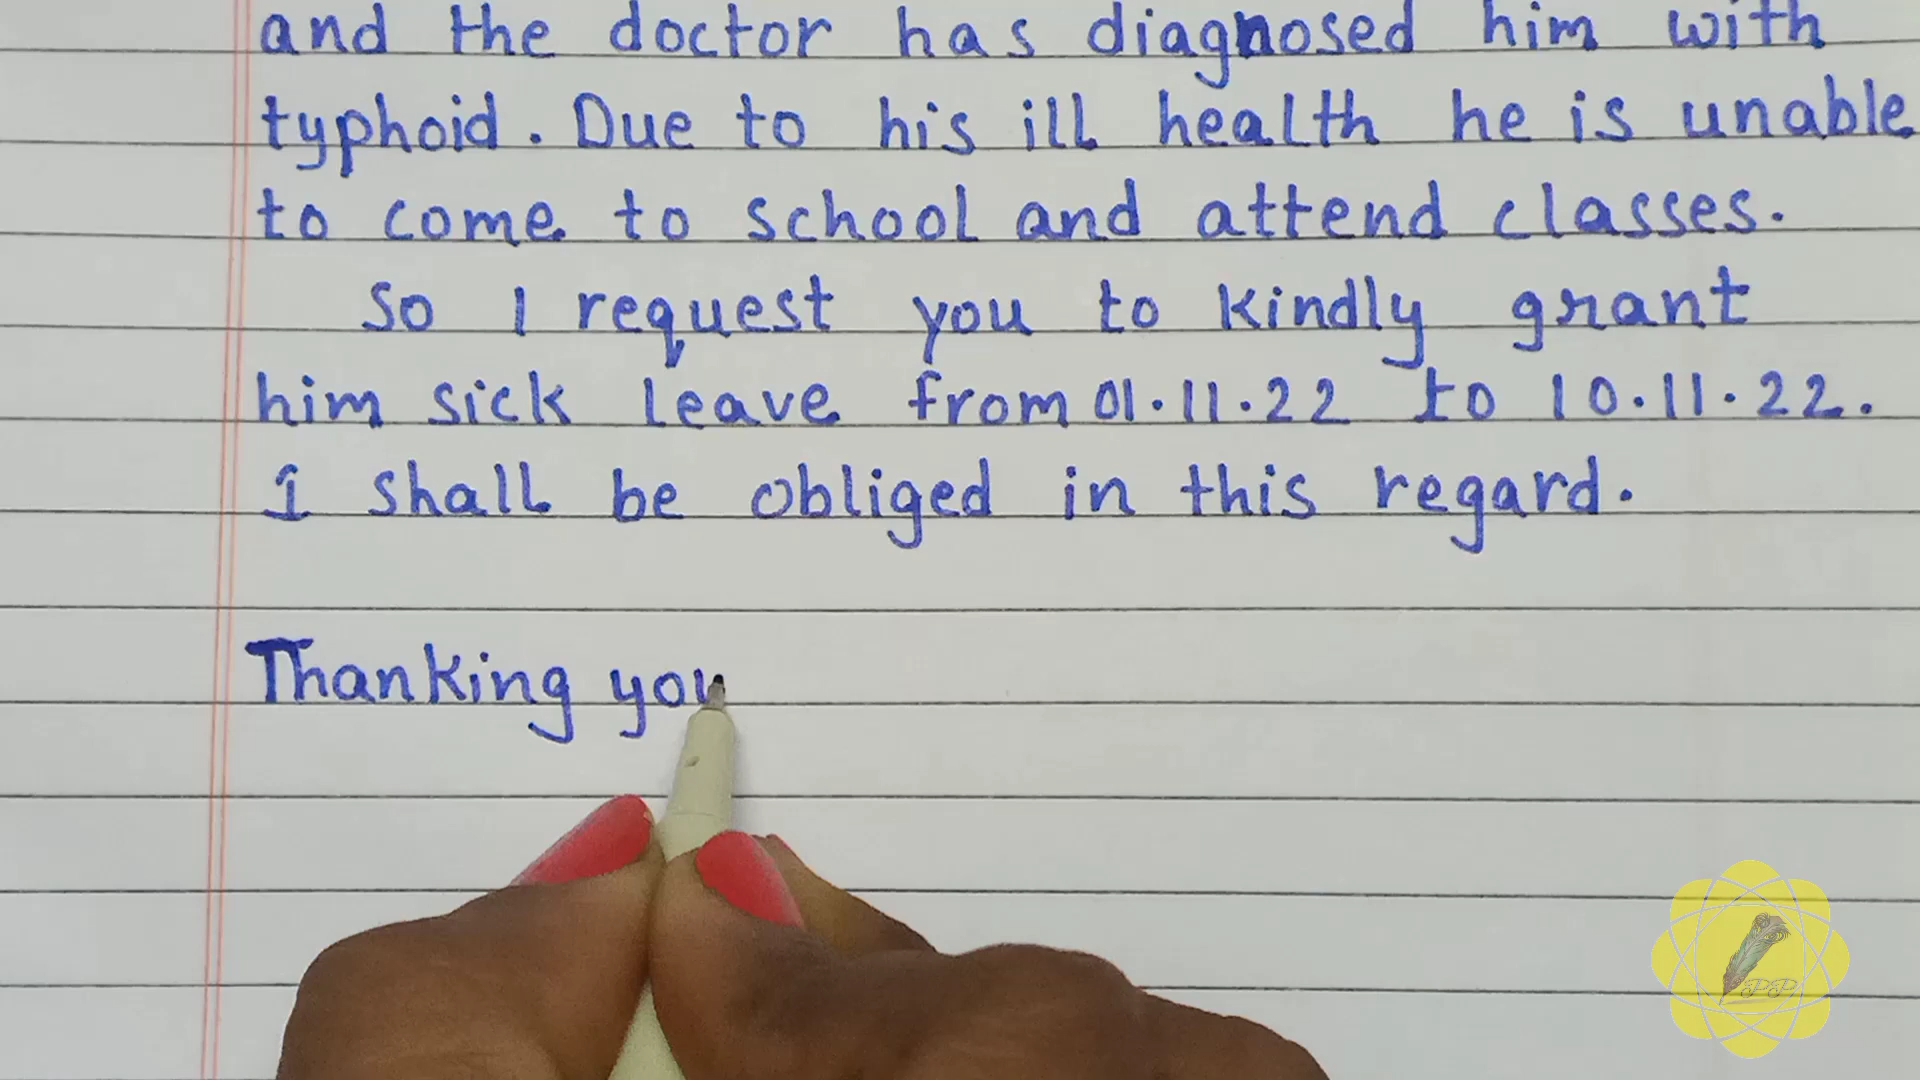 and the doctor has diagnosed him with
typhoid. Due to his ill health he is unable
to come to school and attend classes.
So I request you to kindly grant
him sick leave from 01.11.22 to 10.11.22.
I shall be obliged in this regard.
Thanking you
PP